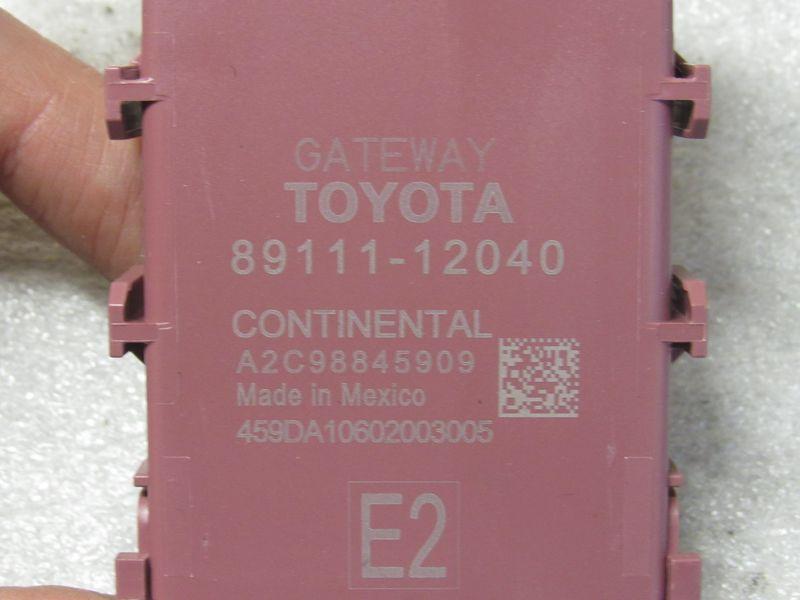 GATEWAY
TOYOTA
89111-12040
CONTINENTAL
A2C98845909
Made in Mexico
459DA10602003005
E2